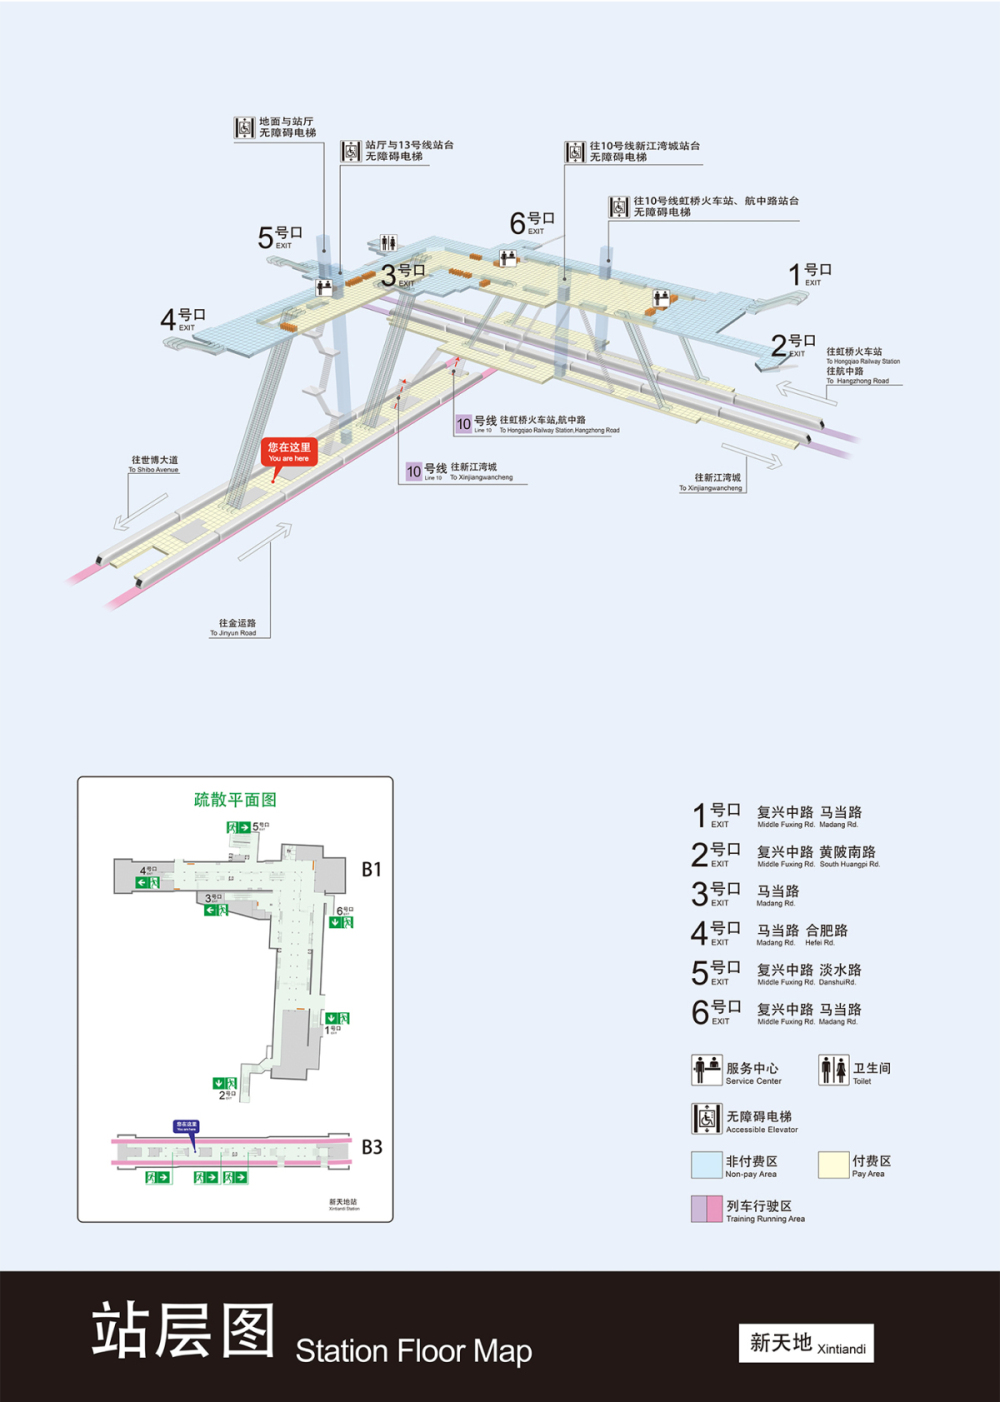 地面与站厅
无障碍电梯
站厅与13号线站台
无障碍电梯
往10号线新江湾城站台
无障碍电梯
往10号线虹桥火车站、航中路站台
无障碍电梯
5号口
EXIT
6号口
EXIT
3号口
EXIT
1号口
EXIT
4号口
EXIT
2号口
EXIT
往虹桥火车站
To Hongqiao Railway Station
往航中路
To Hangzhong Road
10号线 往虹桥火车站,航中路
Line 10 To Hongqiao Railway Station,Hangzhong Road
您在这里
You are here
10号线 往新江湾城
Line 10 To Xinjiangwancheng
往世博大道
To Shibo Avenue
往新江湾城
To Xinjiangwancheng
往金运路
To Jinyun Road
疏散平面图
5号口
EXIT
4号口
EXIT
B1
3号口
EXIT
6号口
EXIT
1号口
EXIT
2号口
EXIT
您在这里
You are here
B3
新天地站
Xintiandi Station
1号口 复兴中路 马当路
EXIT Middle Fuxing Rd. Madang Rd.
2号口 复兴中路 黄陂南路
EXIT Middle Fuxing Rd. South Huangpi Rd.
3号口 马当路
EXIT Madang Rd.
4号口 马当路 合肥路
EXIT Madang Rd. Hefei Rd.
5号口 复兴中路 淡水路
EXIT Middle Fuxing Rd. DanshuiRd.
6号口 复兴中路 马当路
EXIT Middle Fuxing Rd. Madang Rd.
服务中心 卫生间
Service Center Toilet
无障碍电梯
Accessible Elevator
非付费区 付费区
Non-pay Area Pay Area
列车行驶区
Training Running Area
站层图 Station Floor Map
新天地 Xintiandi